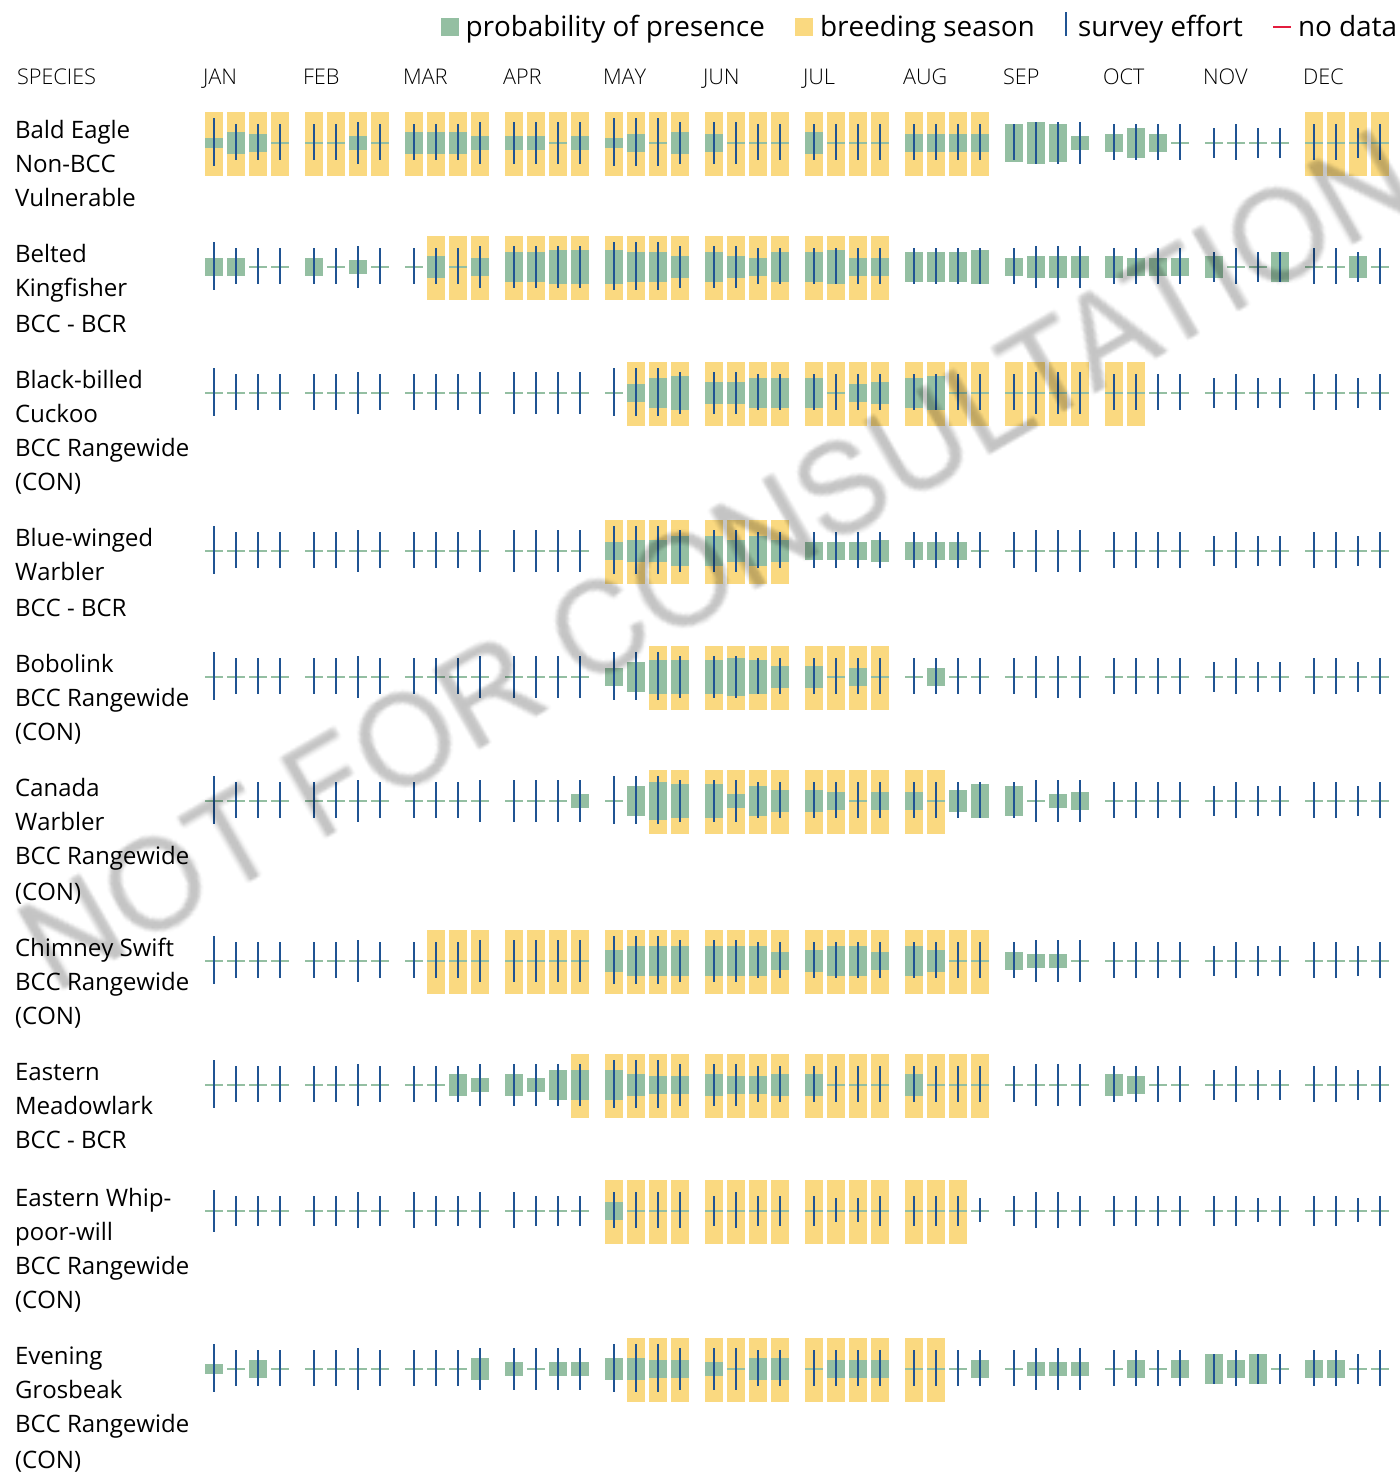 probability of presence breeding season survey effort no data
SPECIES JAN FEB MAR APR MAY JUN JUL AUG SEP OCT NOV DEC
Bald Eagle
Non-BCC
Vulnerable
Belted
Kingfisher
BCC - BCR
Black-billed
Cuckoo
BCC Rangewide
(CON)
Blue-winged
Warbler
BCC - BCR
Bobolink
BCC Rangewide
(CON)
Canada
Warbler
BCC Rangewide
(CON)
Chimney Swift
BCC Rangewide
(CON)
Eastern
Meadowlark
BCC - BCR
Eastern Whip-
poor-will
BCC Rangewide
(CON)
Evening
Grosbeak
BCC Rangewide
(CON)
NOT FOR CONSULTATION